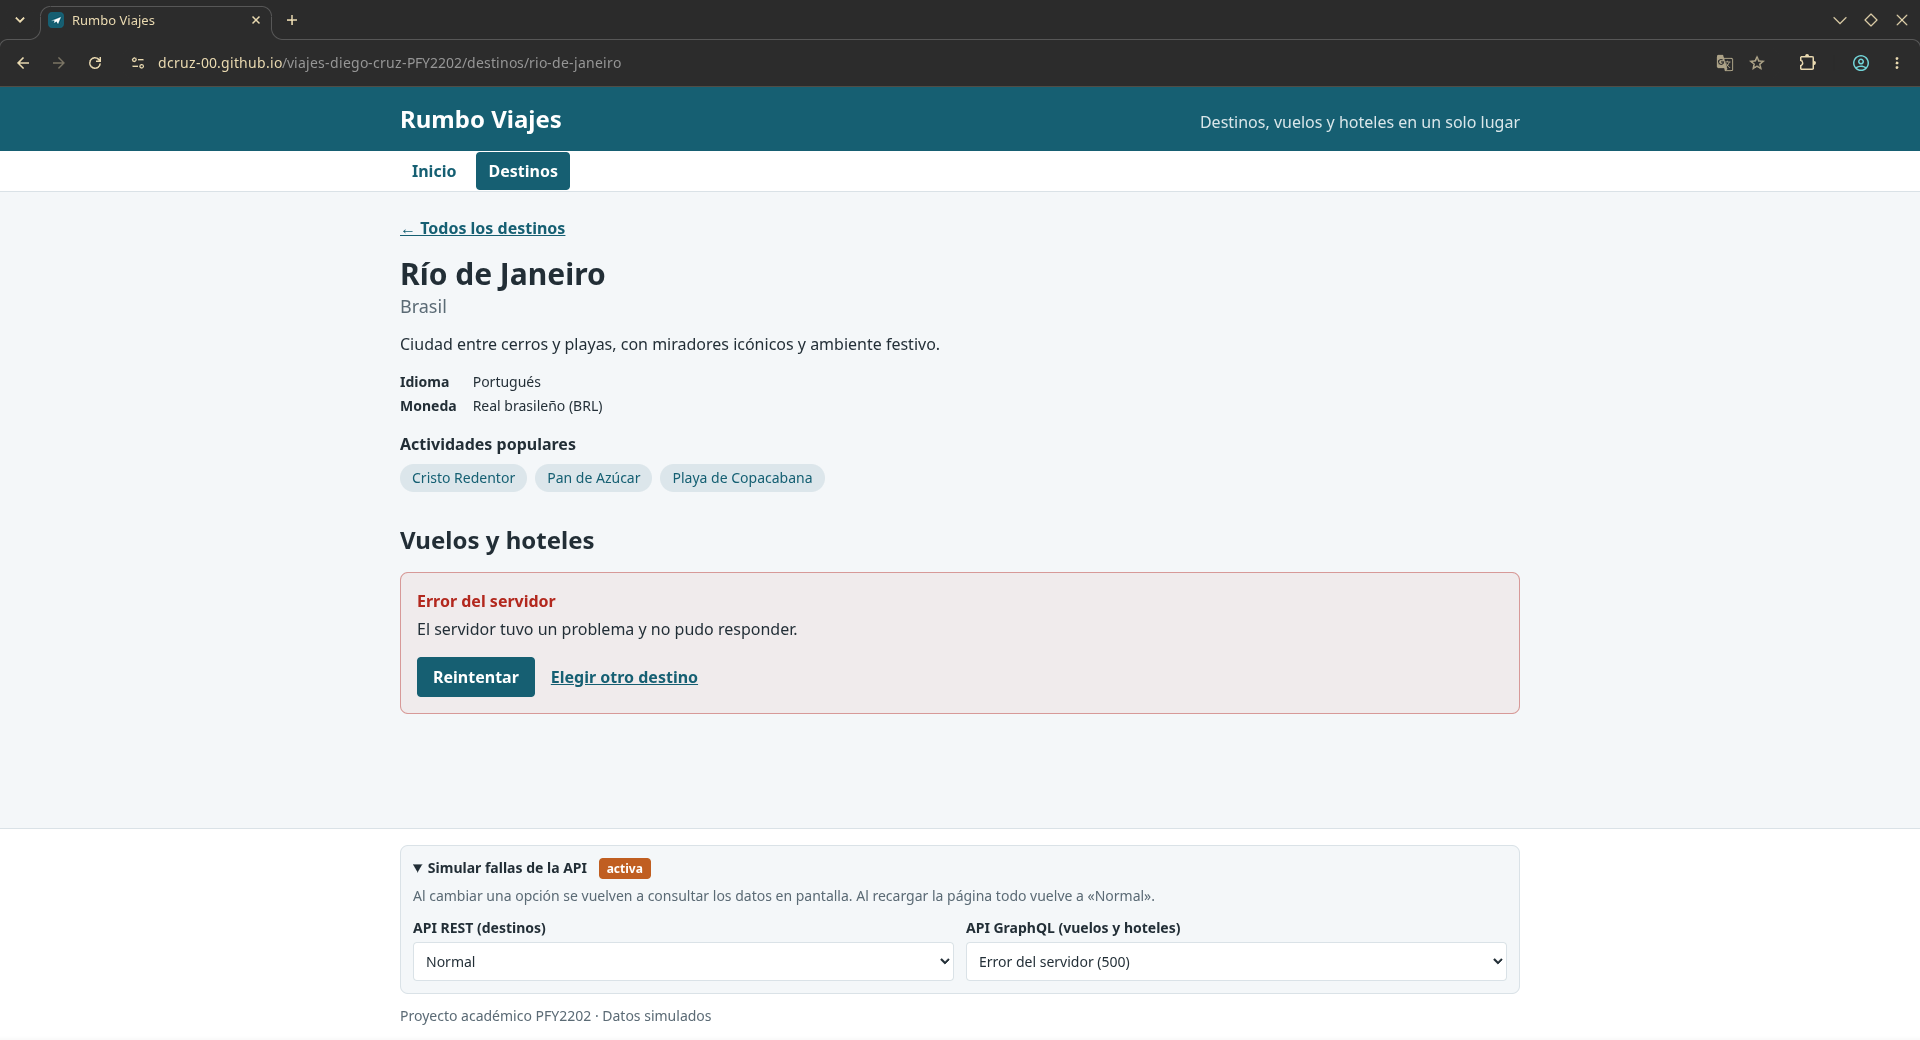 Rumbo Viajes
dcruz-00.github.io/viajes-diego-cruz-PFY2202/destinos/rio-de-janeiro
Rumbo Viajes
Destinos, vuelos y hoteles en un solo lugar
Inicio
Destinos
← Todos los destinos
Río de Janeiro
Brasil
Ciudad entre cerros y playas, con miradores icónicos y ambiente festivo.
Idioma Portugués
Moneda Real brasileño (BRL)
Actividades populares
Cristo Redentor
Pan de Azúcar
Playa de Copacabana
Vuelos y hoteles
Error del servidor
El servidor tuvo un problema y no pudo responder.
Reintentar
Elegir otro destino
▼ Simular fallas de la API activa
Al cambiar una opción se vuelven a consultar los datos en pantalla. Al recargar la página todo vuelve a «Normal».
API REST (destinos)
Normal
API GraphQL (vuelos y hoteles)
Error del servidor (500)
Proyecto académico PFY2202 · Datos simulados